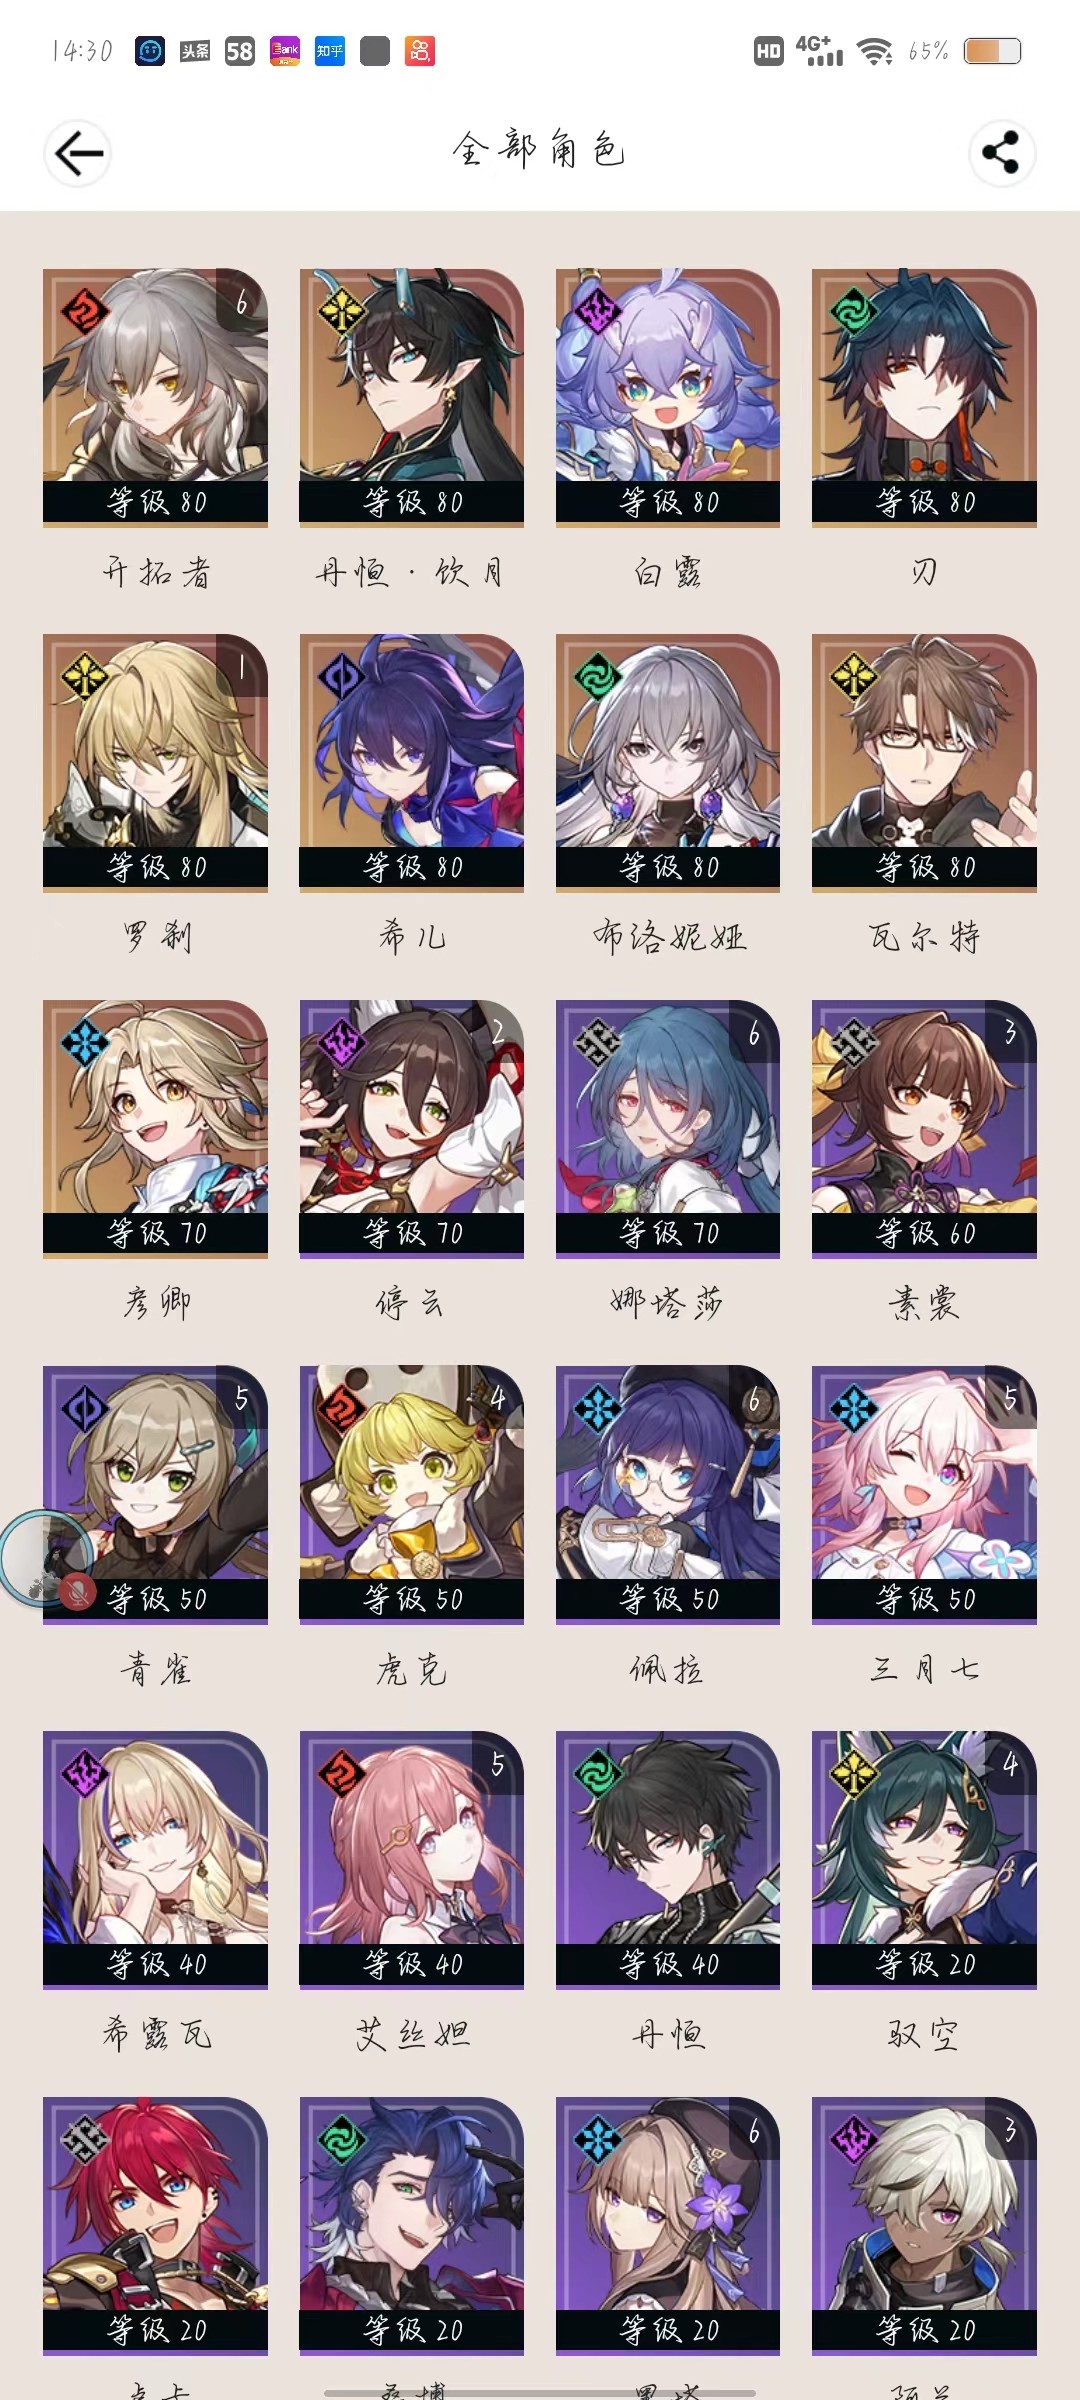 14:30 头条 58 Bank 知乎 HD 4G+ 65%
全部角色
6
等级 80 等级 80 等级 80 等级 80
开拓者 丹恒·饮月 白露 刃
1
等级 80 等级 80 等级 80 等级 80
罗刹 希儿 布洛妮娅 瓦尔特
2 6 3
等级 70 等级 70 等级 70 等级 60
彦卿 停云 娜塔莎 素裳
5 4 6 5
等级 50 等级 50 等级 50 等级 50
青雀 虎克 佩拉 三月七
5 4
等级 40 等级 40 等级 40 等级 20
希露瓦 艾丝妲 丹恒 驭空
6 3
等级 20 等级 20 等级 20 等级 20